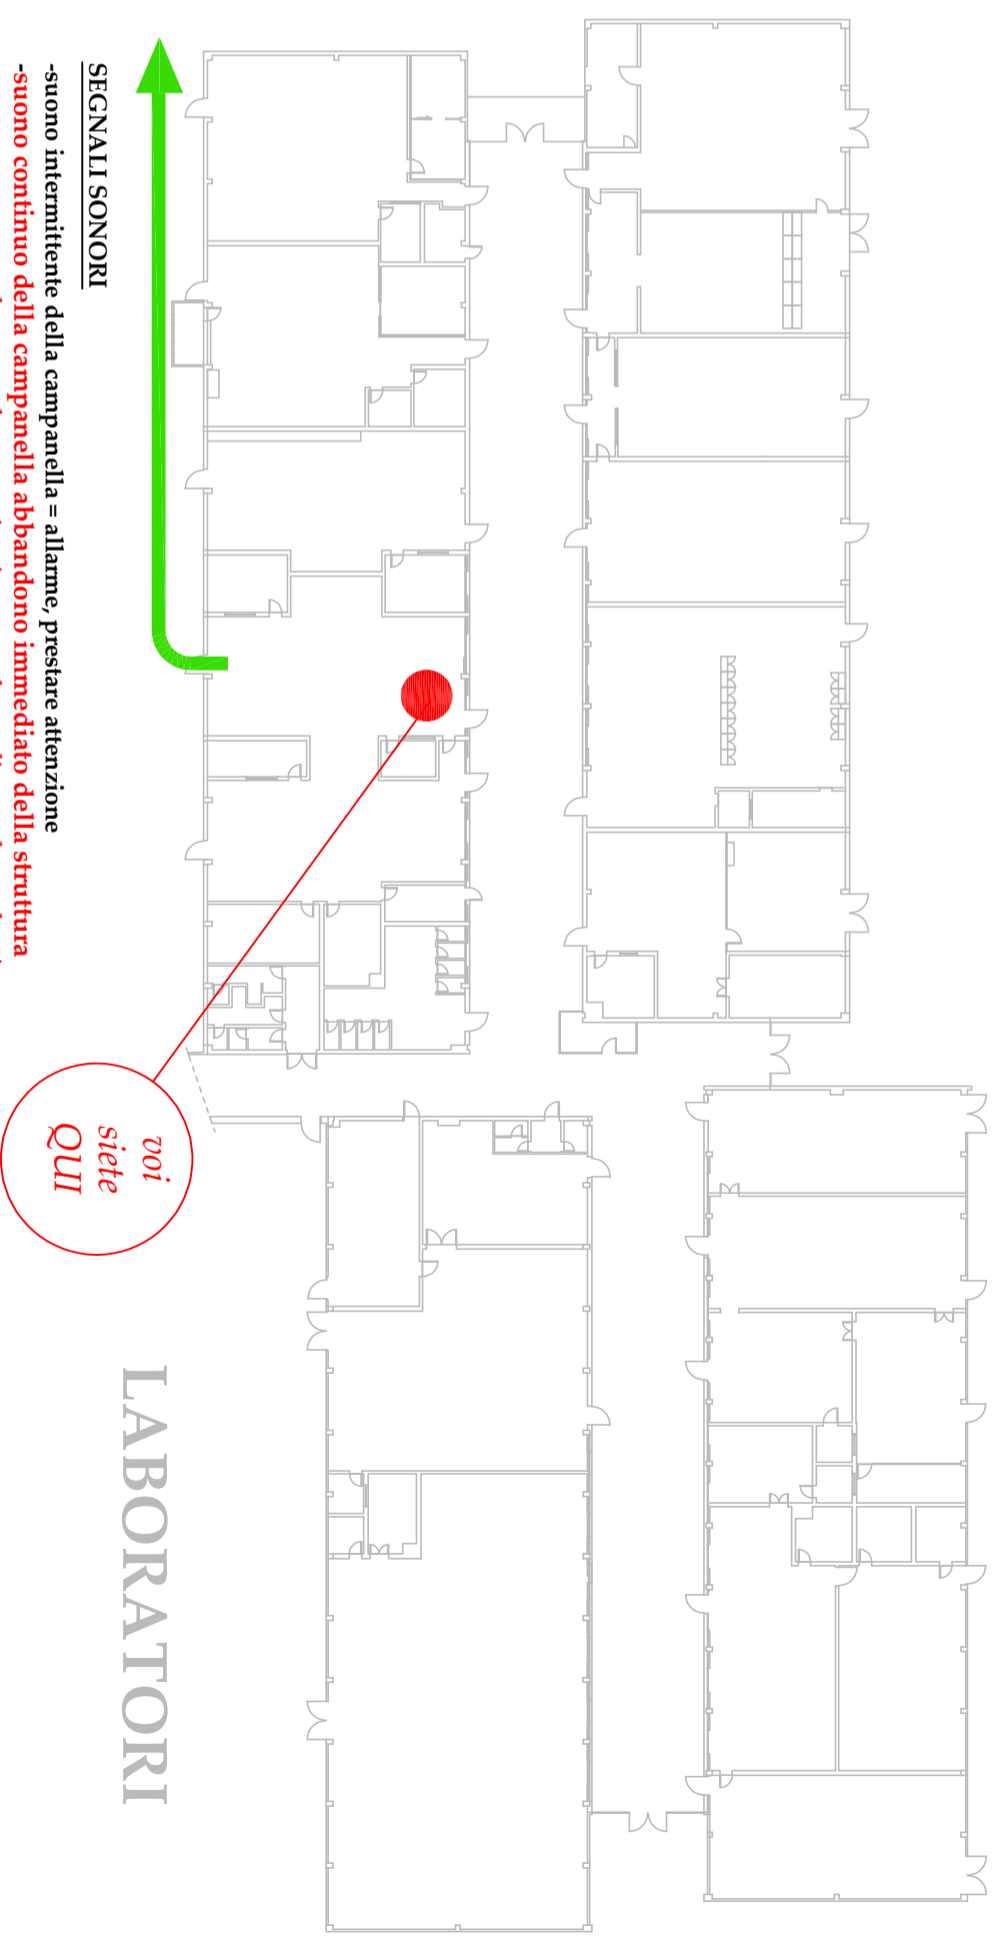 SEGNALI SONORI
-suono intermittente della campanella = allarme, prestare attenzione
-suono continuo della campanella abbandono immediato della struttura
voi
siete
QUI
LABORATORI